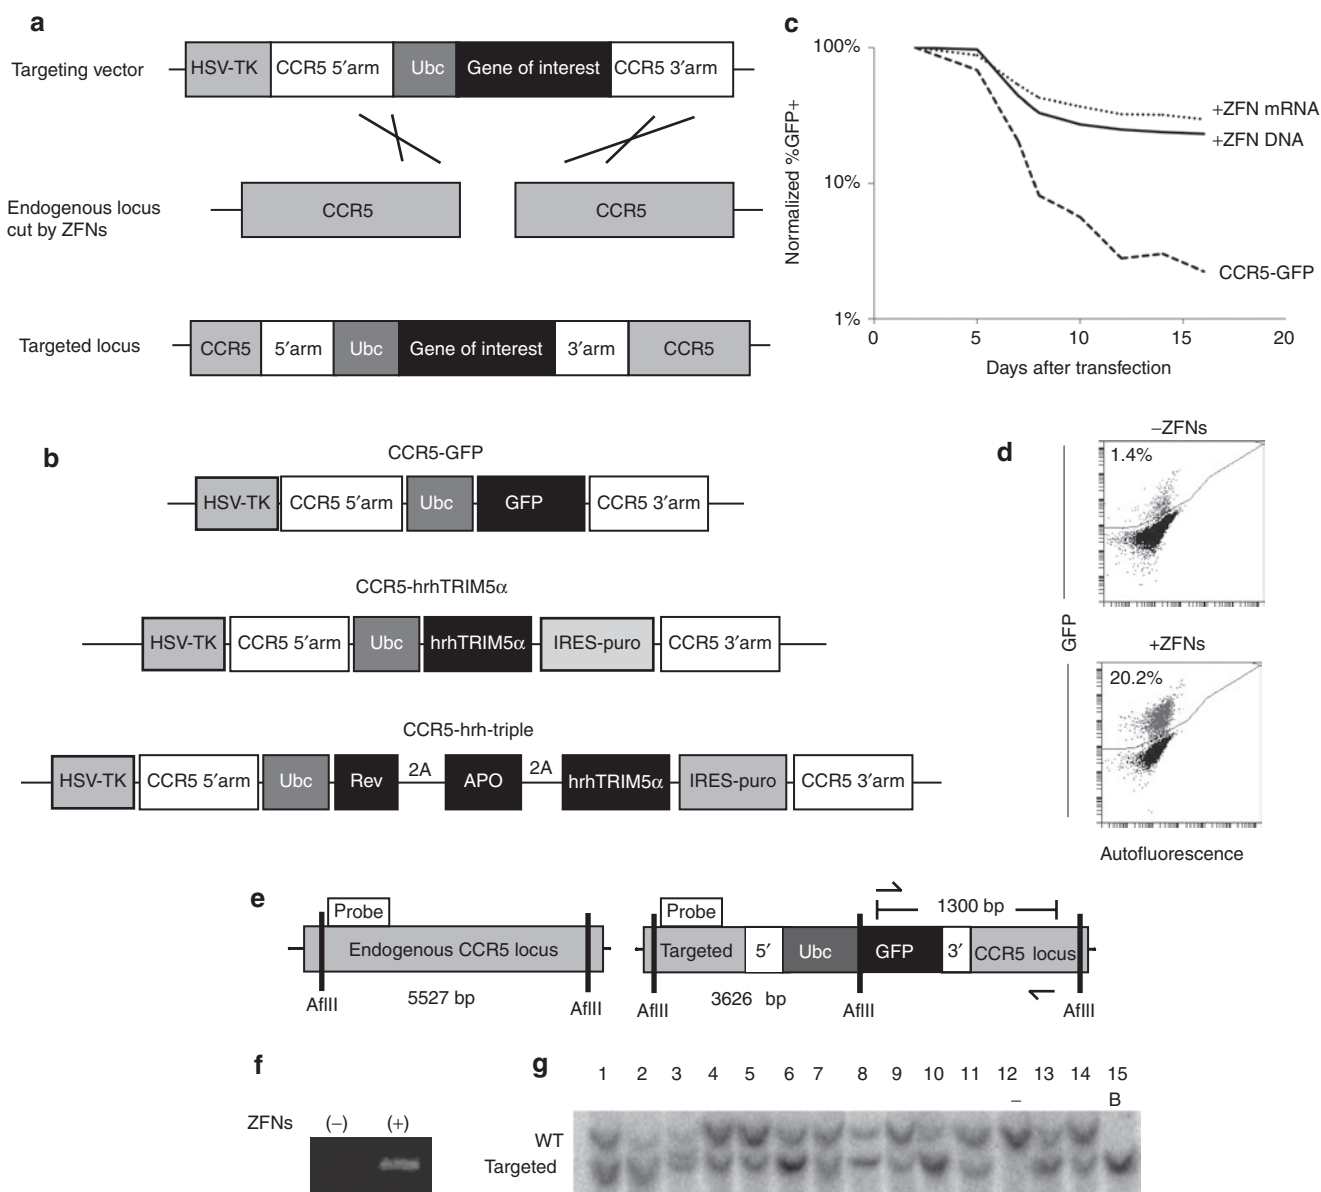 a
Targeting vector
HSV-TK CCR5 5′arm Ubc Gene of interest CCR5 3′arm
Endogenous locus
cut by ZFNs
CCR5 CCR5
Targeted locus
CCR5 5′arm Ubc Gene of interest 3′arm CCR5
b
CCR5-GFP
HSV-TK CCR5 5′arm Ubc GFP CCR5 3′arm
CCR5-hrhTRIM5α
HSV-TK CCR5 5′arm Ubc hrhTRIM5α IRES-puro CCR5 3′arm
CCR5-hrh-triple
HSV-TK CCR5 5′arm Ubc Rev 2A APO 2A hrhTRIM5α IRES-puro CCR5 3′arm
c
Normalized %GFP+
100%
10%
1%
0 5 10 15 20
Days after transfection
+ZFN mRNA
+ZFN DNA
CCR5-GFP
d
–ZFNs
1.4%
+ZFNs
20.2%
GFP
Autofluorescence
e
Probe
Endogenous CCR5 locus
AflII 5527 bp AflII
Probe 1300 bp
Targeted 5′ Ubc GFP 3′ CCR5 locus
AflII 3626 bp AflII AflII
f
ZFNs (–) (+)
g
1 2 3 4 5 6 7 8 9 10 11 12 13 14 15
– B
WT
Targeted